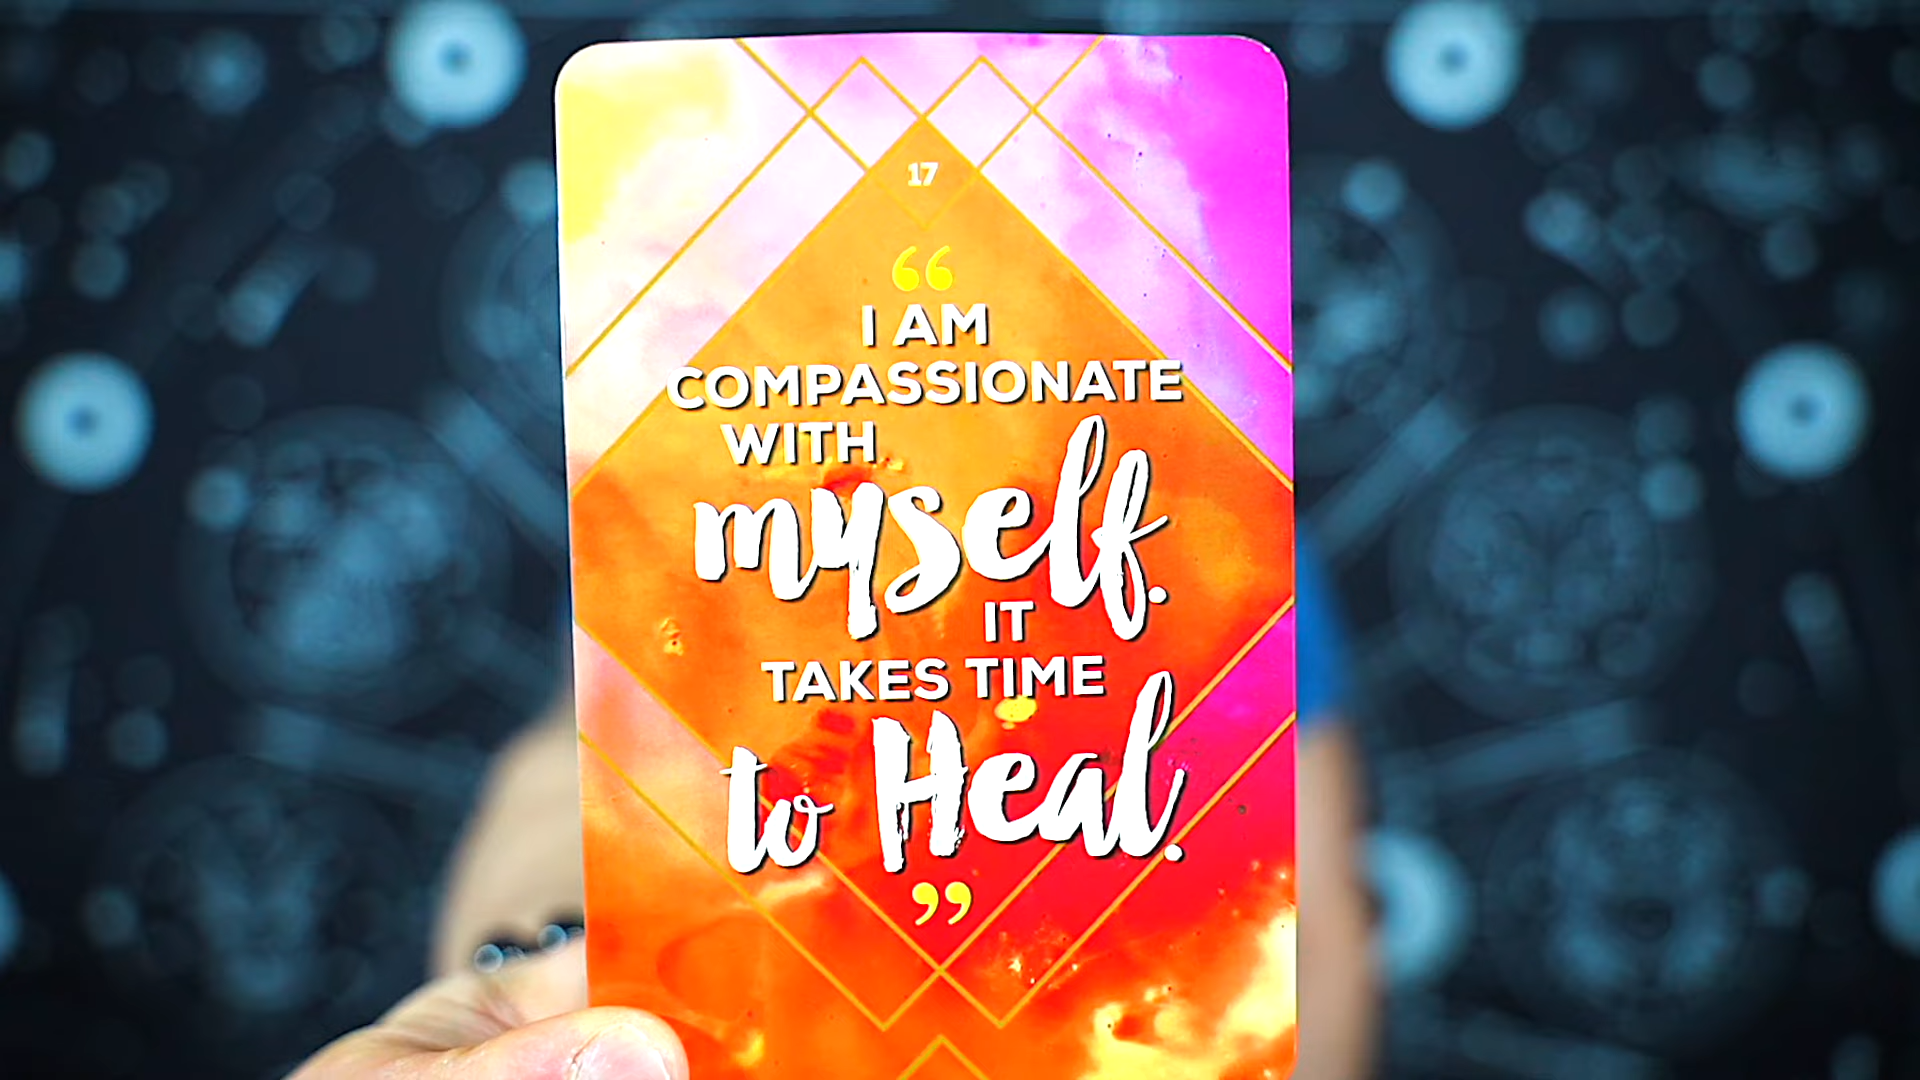 17
“
I AM
COMPASSIONATE
WITH
myself.
IT
TAKES TIME
to Heal.
”